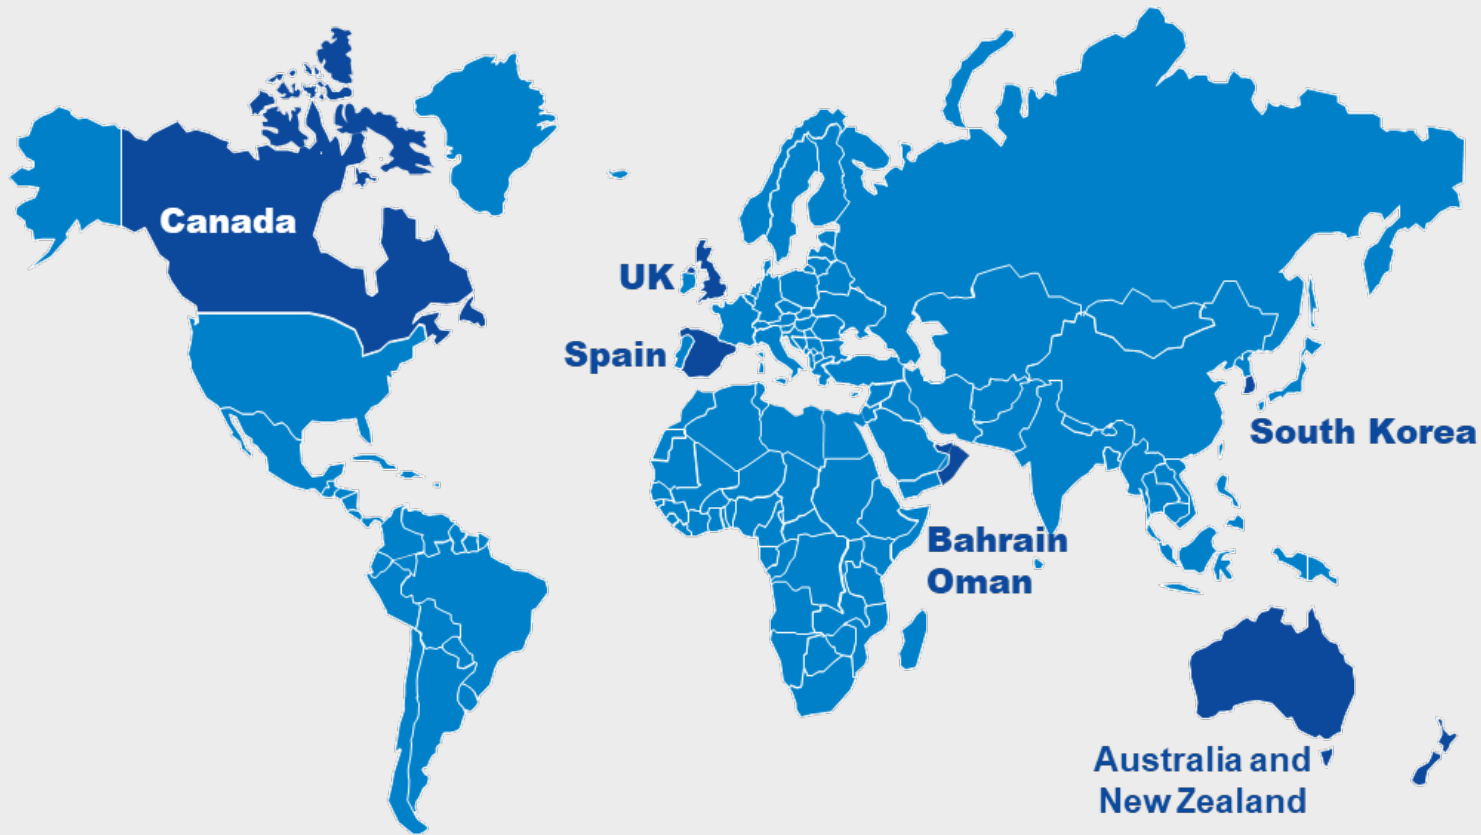 Canada
UK
Spain
South Korea
Bahrain
Oman
Australia and
New Zealand